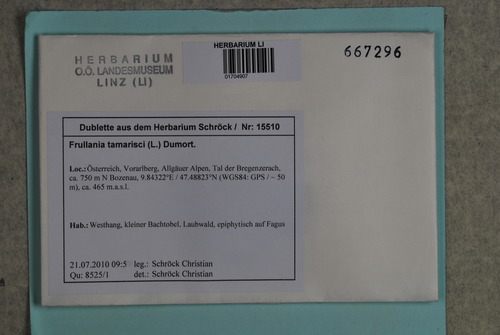 HERBARIUM
O.Ö. LANDESMUSEUM
LINZ (LI)
HERBARIUM LI
01704907
667296
Dublette aus dem Herbarium Schröck / Nr: 15510
Frullania tamarisci (L.) Dumort.
Loc.:Österreich, Vorarlberg, Allgäuer Alpen, Tal der Bregenzerach,
ca. 750 m N Bozenau, 9.84322°E / 47.48823°N (WGS84: GPS / ~ 50
m), ca. 465 m.a.s.l.
Hab.: Westhang, kleiner Bachtobel, Laubwald, epiphytisch auf Fagus
21.07.2010 09:5 leg.: Schröck Christian
Qu: 8525/1 det.: Schröck Christian